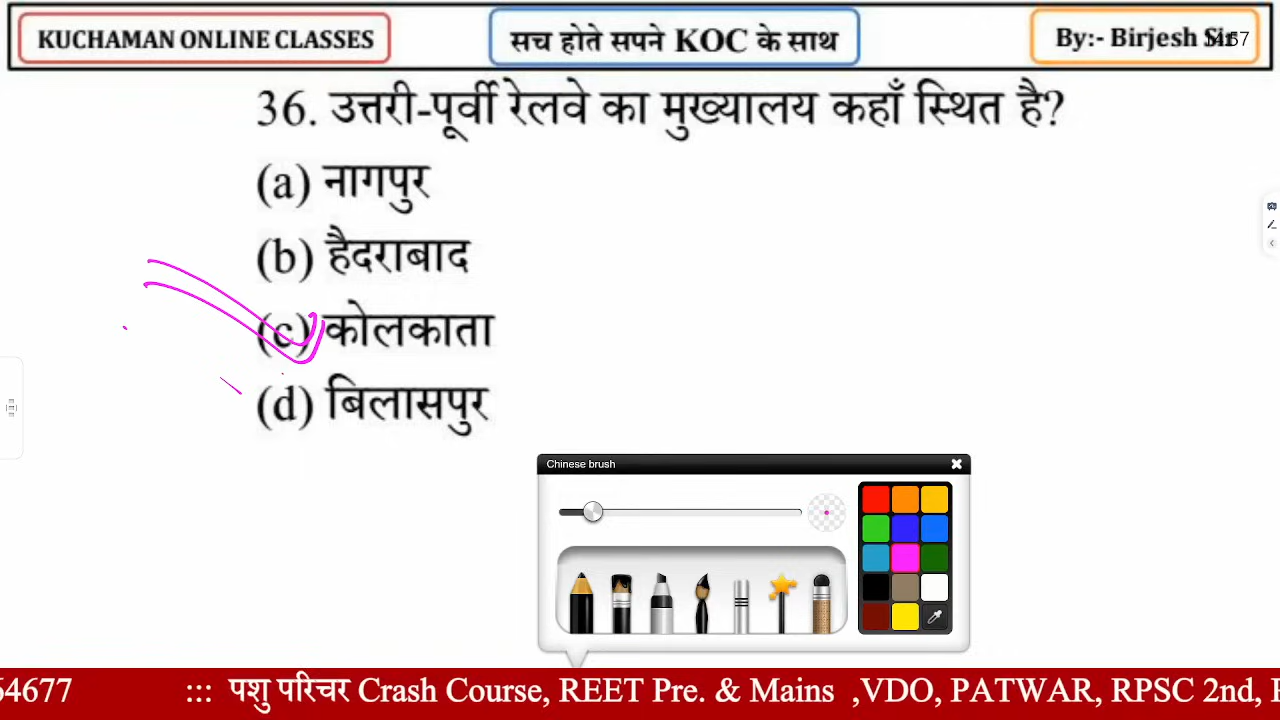 KUCHAMAN ONLINE CLASSES
सच होते सपने KOC के साथ
By:- Birjesh Sir
36. उत्तरी-पूर्वी रेलवे का मुख्यालय कहाँ स्थित है?
(a) नागपुर
(b) हैदराबाद
(c) कोलकाता
(d) बिलासपुर
Chinese brush
64677 ::: पशु परिचर Crash Course, REET Pre. & Mains ,VDO, PATWAR, RPSC 2nd,